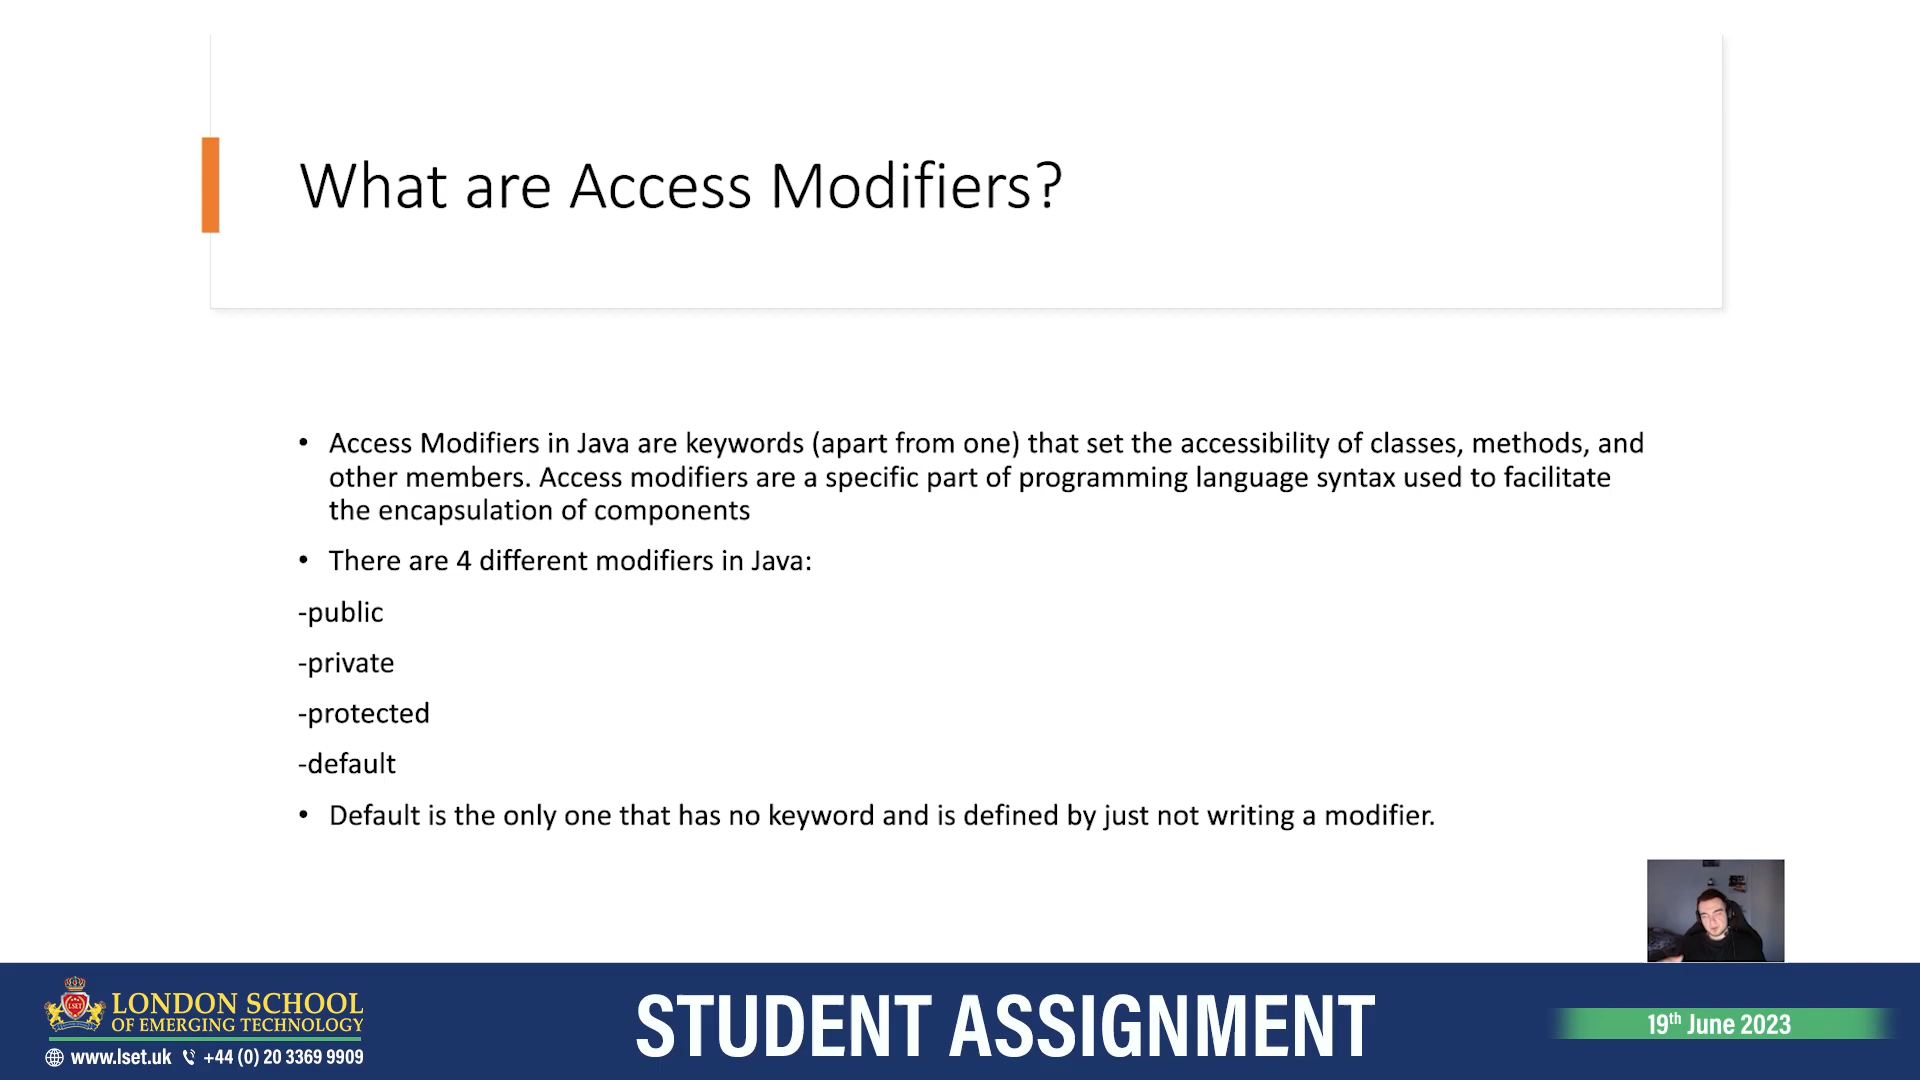 What are Access Modifiers?
• Access Modifiers in Java are keywords (apart from one) that set the accessibility of classes, methods, and
other members. Access modifiers are a specific part of programming language syntax used to facilitate
the encapsulation of components
• There are 4 different modifiers in Java:
-public
-private
-protected
-default
• Default is the only one that has no keyword and is defined by just not writing a modifier.
LSET
LONDON SCHOOL
OF EMERGING TECHNOLOGY
www.lset.uk +44 (0) 20 3369 9909
STUDENT ASSIGNMENT
19th June 2023